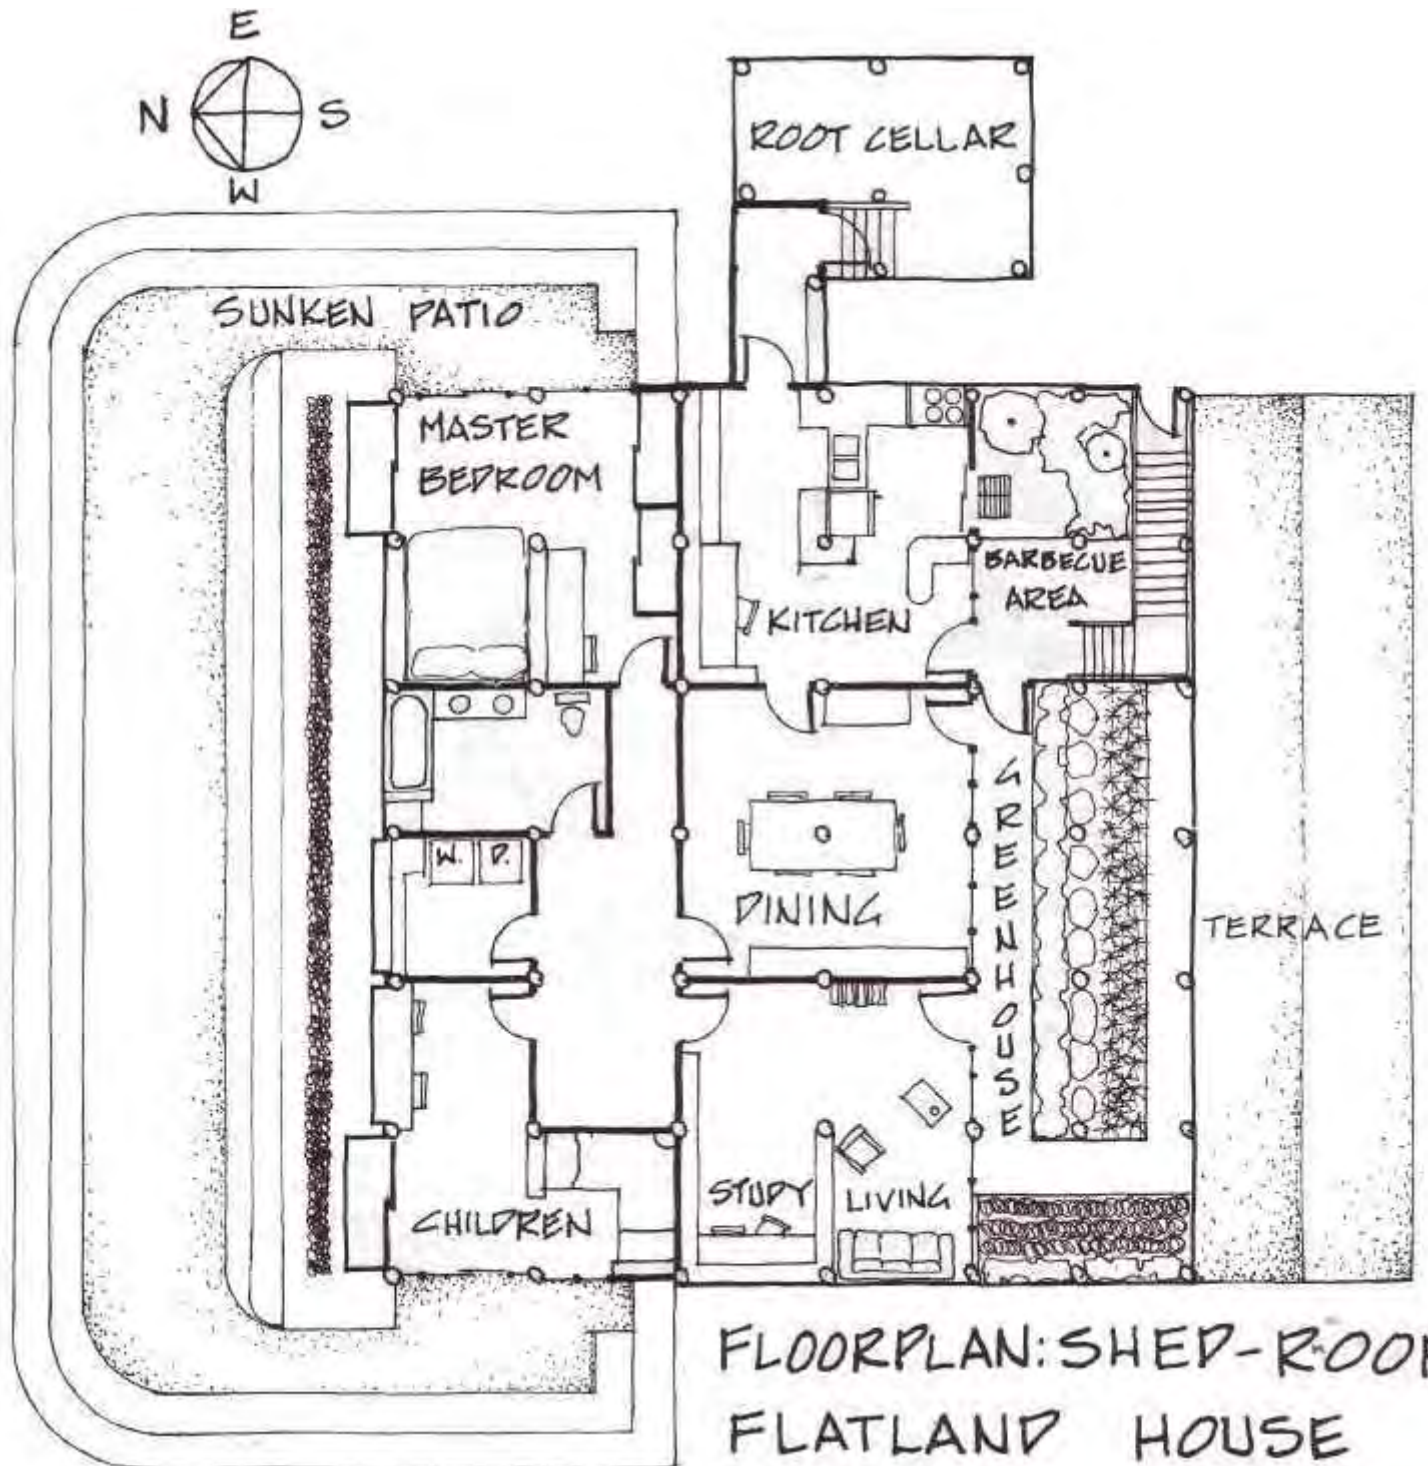 E
N S
W
ROOT CELLAR
SUNKEN PATIO
MASTER
BEDROOM
BARBECUE
AREA
KITCHEN
GREENHOUSE
W. D.
DINING
TERRACE
STUDY LIVING
CHILDREN
FLOORPLAN: SHED-ROOF
FLATLAND HOUSE